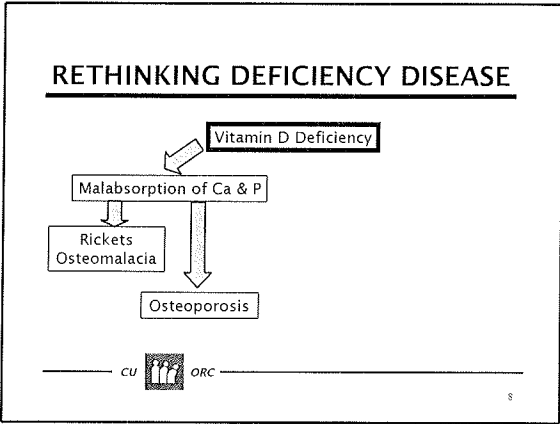 RETHINKING DEFICIENCY DISEASE
Vitamin D Deficiency
Malabsorption of Ca & P
Rickets
Osteomalacia
Osteoporosis
CU ORC
8